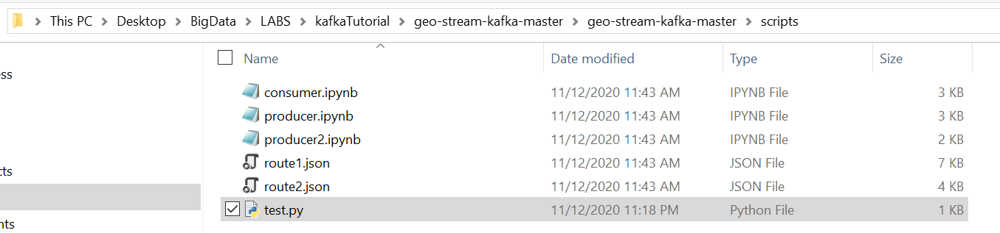 This PC > Desktop > BigData > LABS > kafkaTutorial > geo-stream-kafka-master > geo-stream-kafka-master > scripts
Name Date modified Type Size
ess
consumer.ipynb 11/12/2020 11:43 AM IPYNB File 3 KB
producer.ipynb 11/12/2020 11:43 AM IPYNB File 3 KB
producer2.ipynb 11/12/2020 11:43 AM IPYNB File 2 KB
route1.json 11/12/2020 11:43 AM JSON File 7 KB
cts
route2.json 11/12/2020 11:43 AM JSON File 4 KB
test.py 11/12/2020 11:18 PM Python File 1 KB
nts